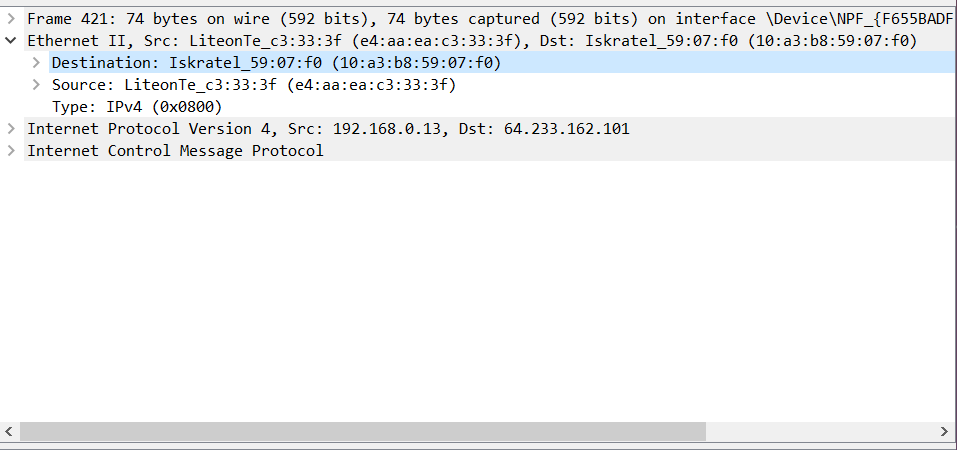 Frame 421: 74 bytes on wire (592 bits), 74 bytes captured (592 bits) on interface \Device\NPF_{F655BADF
Ethernet II, Src: LiteonTe_c3:33:3f (e4:aa:ea:c3:33:3f), Dst: Iskratel_59:07:f0 (10:a3:b8:59:07:f0)
Destination: Iskratel_59:07:f0 (10:a3:b8:59:07:f0)
Source: LiteonTe_c3:33:3f (e4:aa:ea:c3:33:3f)
Type: IPv4 (0x0800)
Internet Protocol Version 4, Src: 192.168.0.13, Dst: 64.233.162.101
Internet Control Message Protocol